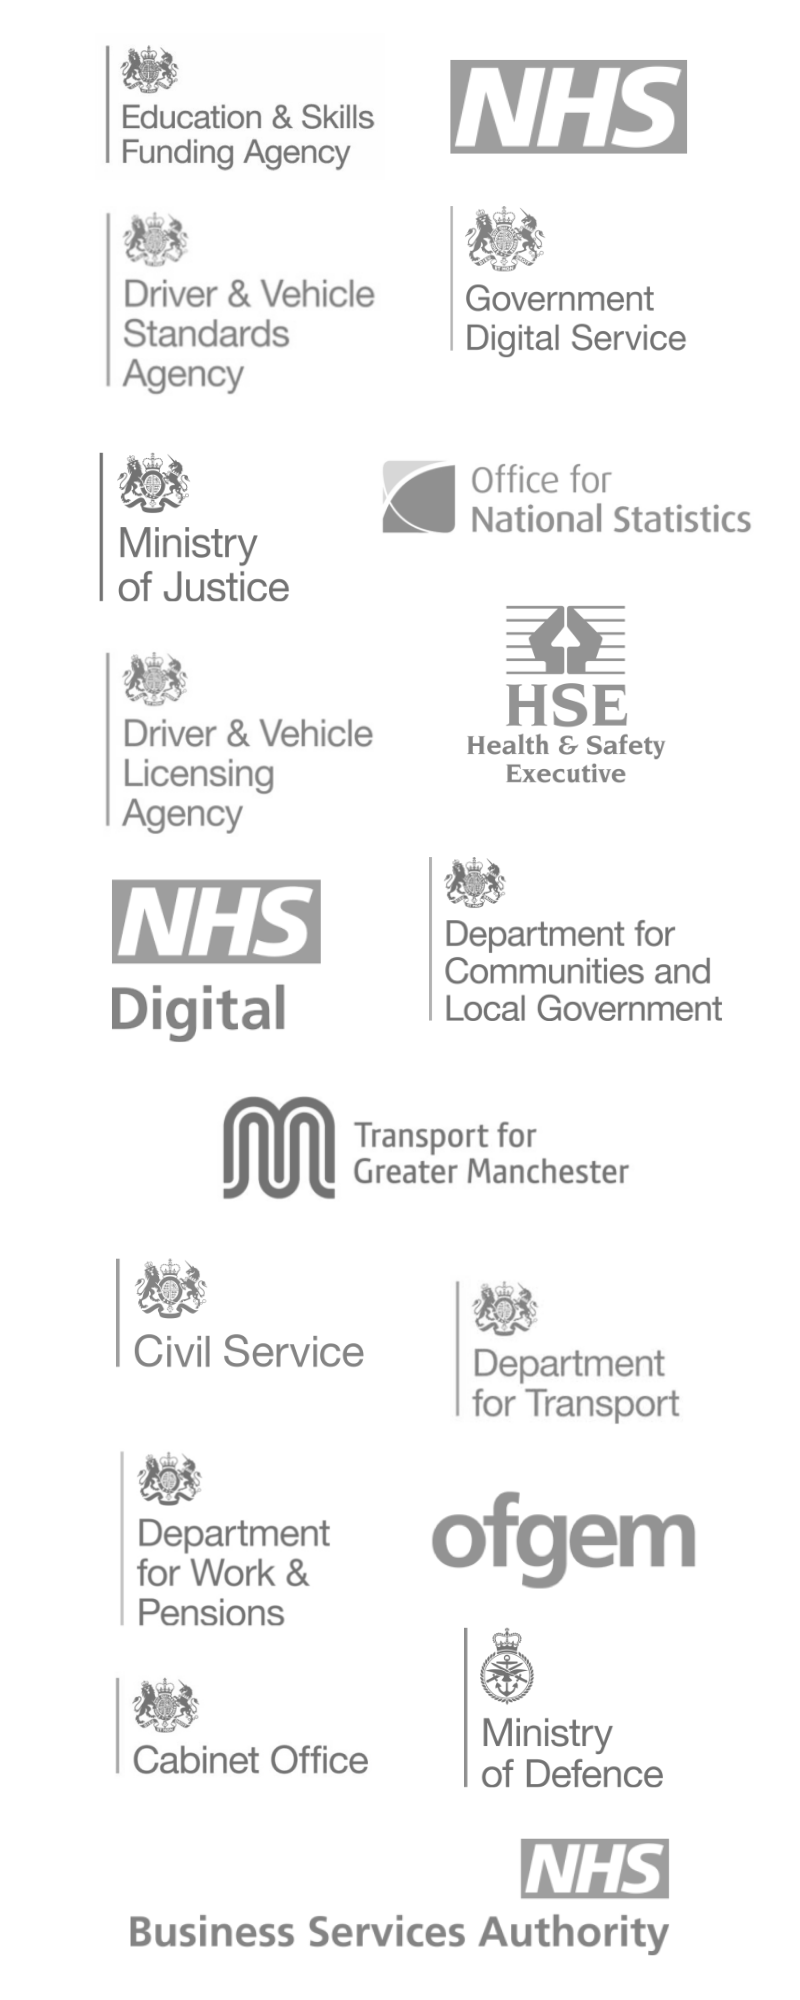 Education & Skills
Funding Agency
NHS
Driver & Vehicle
Standards
Agency
Government
Digital Service
Ministry
of Justice
Office for
National Statistics
Driver & Vehicle
Licensing
Agency
HSE
Health & Safety
Executive
NHS
Digital
Department for
Communities and
Local Government
Transport for
Greater Manchester
Civil Service
Department
for Transport
Department
for Work &
Pensions
ofgem
Cabinet Office
Ministry
of Defence
NHS
Business Services Authority